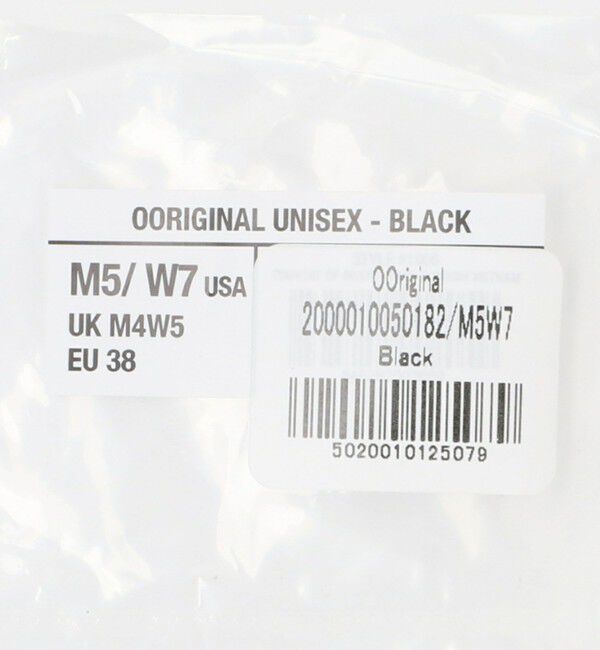 OORIGINAL UNISEX - BLACK
M5/ W7 USA
UK M4W5
EU 38
OOriginal
2000010050182/M5W7
Black
5020010125079